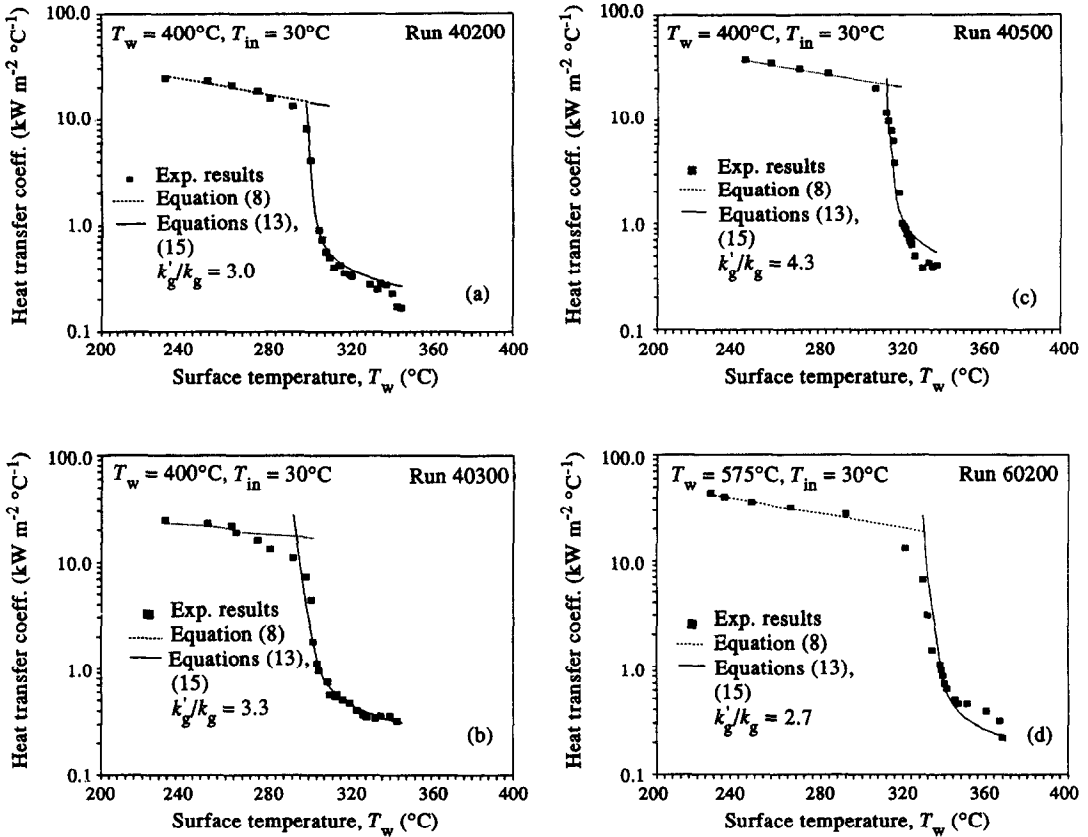 Heat transfer coeff. (kW m⁻² °C⁻¹)
100.0
10.0
1.0
0.1
T_w = 400°C, T_in = 30°C
Run 40200
Exp. results
Equation (8)
Equations (13),
(15)
k'_g/k_g = 3.0
(a)
200 240 280 320 360 400
Surface temperature, T_w (°C)
Heat transfer coeff. (kW m⁻² °C⁻¹)
100.0
10.0
1.0
0.1
T_w = 400°C, T_in = 30°C
Run 40500
Exp. results
Equation (8)
Equations (13),
(15)
k'_g/k_g = 4.3
(c)
200 240 280 320 360 400
Surface temperature, T_w (°C)
Heat transfer coeff. (kW m⁻² °C⁻¹)
100.0
10.0
1.0
0.1
T_w = 400°C, T_in = 30°C
Run 40300
Exp. results
Equation (8)
Equations (13),
(15)
k'_g/k_g = 3.3
(b)
200 240 280 320 360 400
Surface temperature, T_w (°C)
Heat transfer coeff. (kW m⁻² °C⁻¹)
100.0
10.0
1.0
0.1
T_w = 575°C, T_in = 30°C
Run 60200
Exp. results
Equation (8)
Equations (13),
(15)
k'_g/k_g = 2.7
(d)
200 240 280 320 360 400
Surface temperature, T_w (°C)